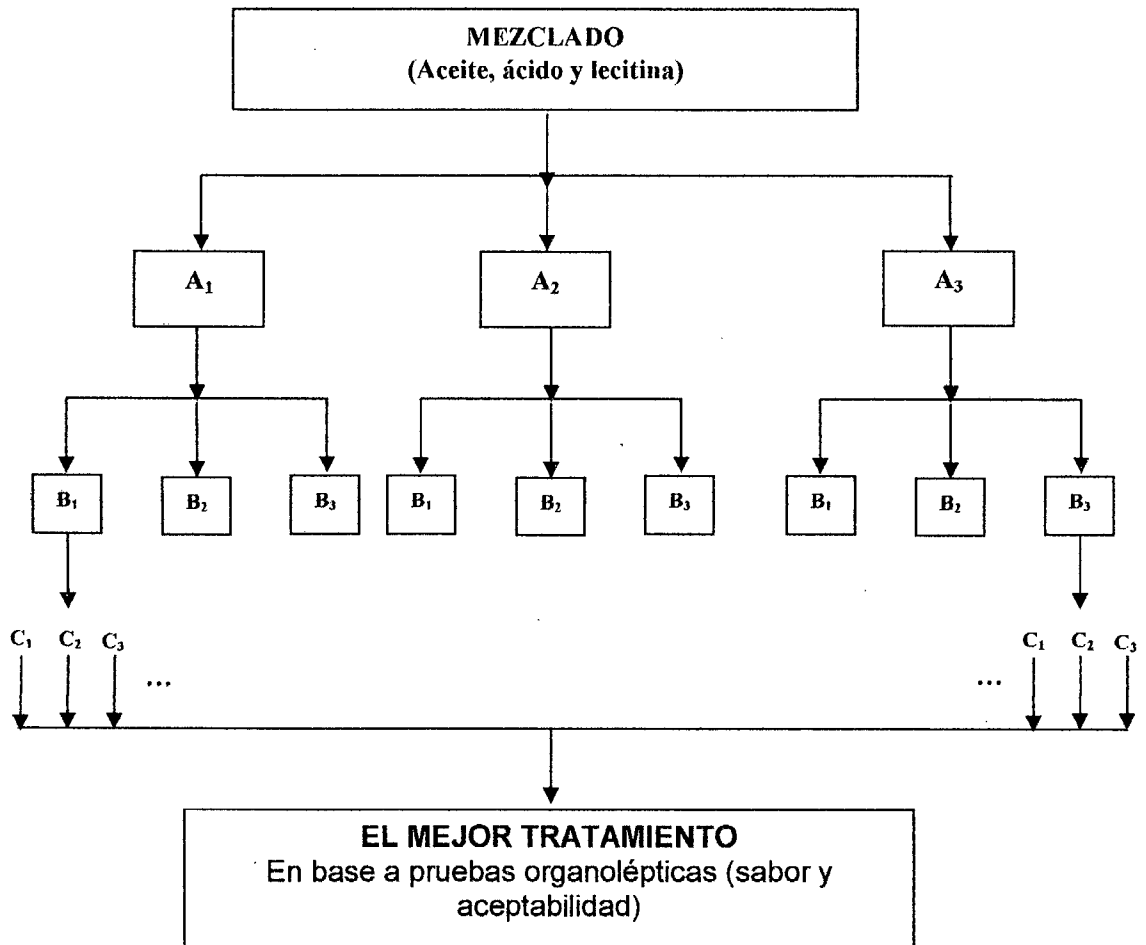 MEZCLADO
(Aceite, ácido y lecitina)
A₁ A₂ A₃
B₁ B₂ B₃ B₁ B₂ B₃ B₁ B₂ B₃
C₁ C₂ C₃ C₁ C₂ C₃
... ...
EL MEJOR TRATAMIENTO
En base a pruebas organolépticas (sabor y
aceptabilidad)